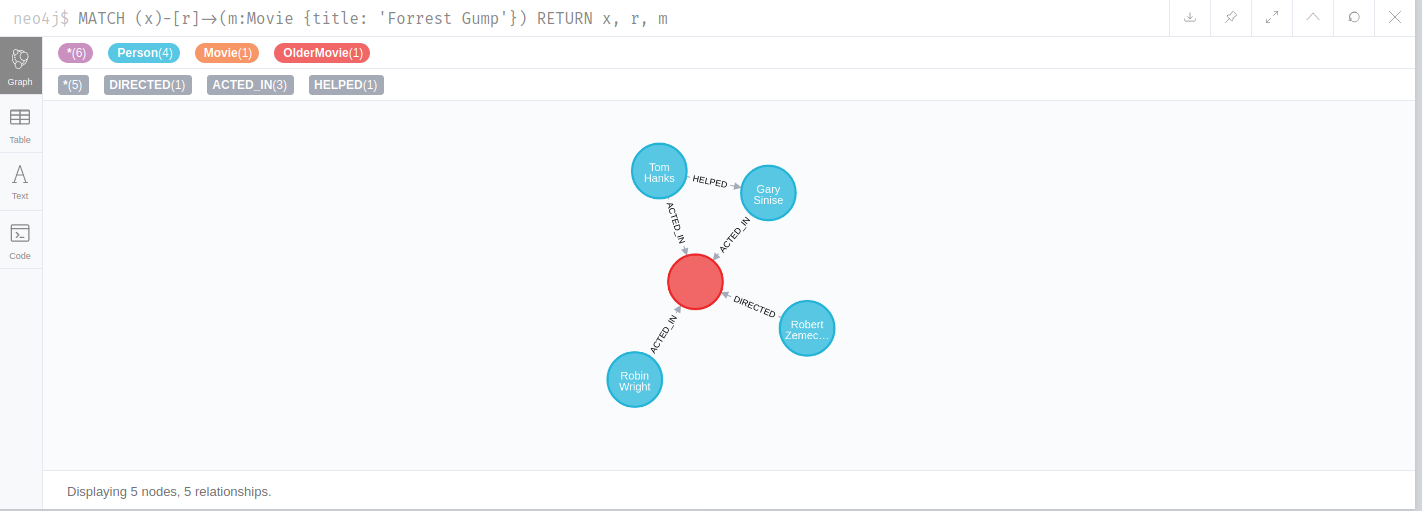 neo4j$ MATCH (x)-[r]->(m:Movie {title: 'Forrest Gump'}) RETURN x, r, m
Graph
*(6) Person(4) Movie(1) OlderMovie(1)
*(5) DIRECTED(1) ACTED_IN(3) HELPED(1)
Table
Text
Code
Tom
Hanks
HELPED
Gary
Sinise
ACTED_IN
ACTED_IN
DIRECTED
Robert
Zemec...
ACTED_IN
Robin
Wright
Displaying 5 nodes, 5 relationships.